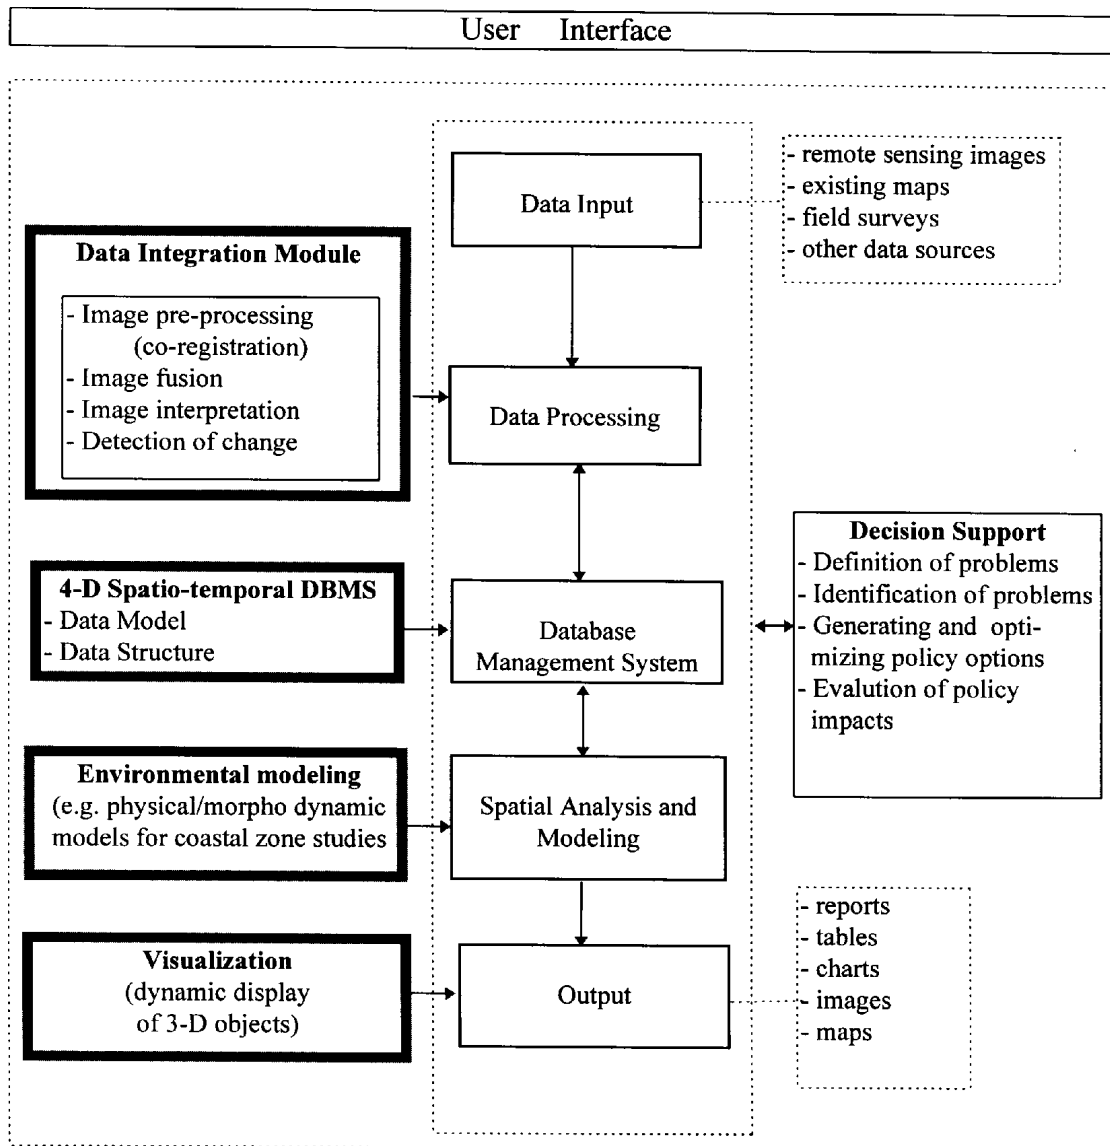 User Interface
Data Input
- remote sensing images
- existing maps
- field surveys
- other data sources
Data Integration Module
- Image pre-processing
(co-registration)
- Image fusion
- Image interpretation
- Detection of change
Data Processing
4-D Spatio-temporal DBMS
- Data Model
- Data Structure
Database
Management System
Decision Support
- Definition of problems
- Identification of problems
- Generating and opti-
mizing policy options
- Evalution of policy
impacts
Environmental modeling
(e.g. physical/morpho dynamic
models for coastal zone studies
Spatial Analysis and
Modeling
Visualization
(dynamic display
of 3-D objects)
Output
- reports
- tables
- charts
- images
- maps